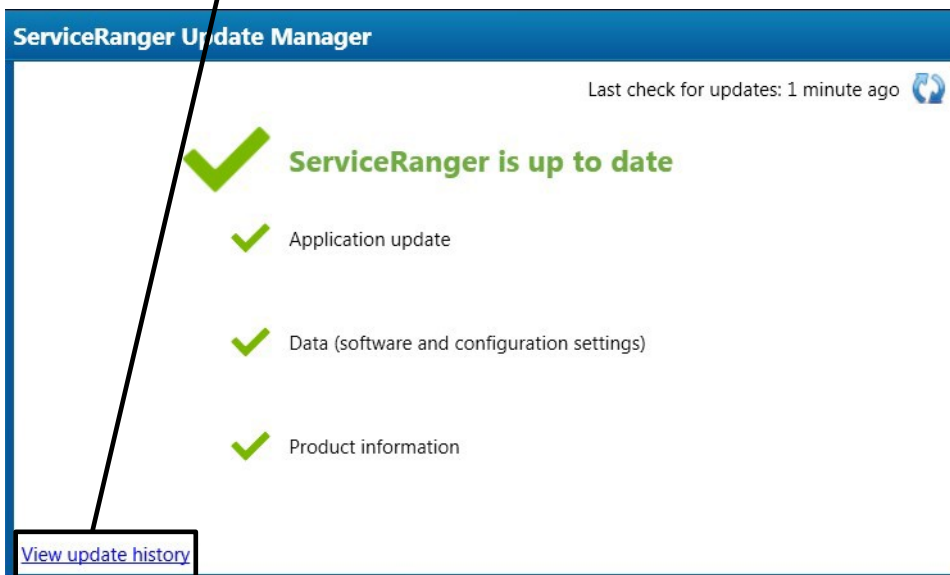 ServiceRanger Update Manager
Last check for updates: 1 minute ago
ServiceRanger is up to date
Application update
Data (software and configuration settings)
Product information
View update history